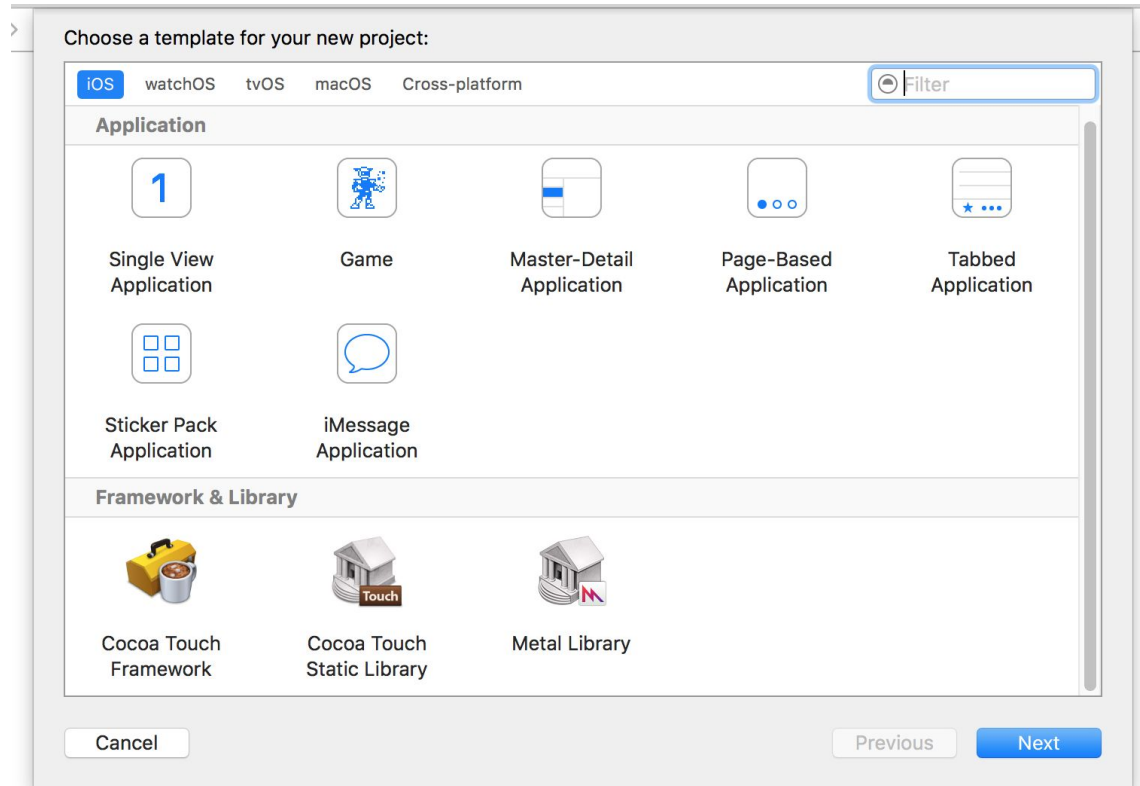 Choose a template for your new project:
iOS watchOS tvOS macOS Cross-platform Filter
Application
1
Single View Application
Game
Master-Detail Application
Page-Based Application
Tabbed Application
Sticker Pack Application
iMessage Application
Framework & Library
Touch
Cocoa Touch Framework
Cocoa Touch Static Library
Metal Library
Cancel Previous Next